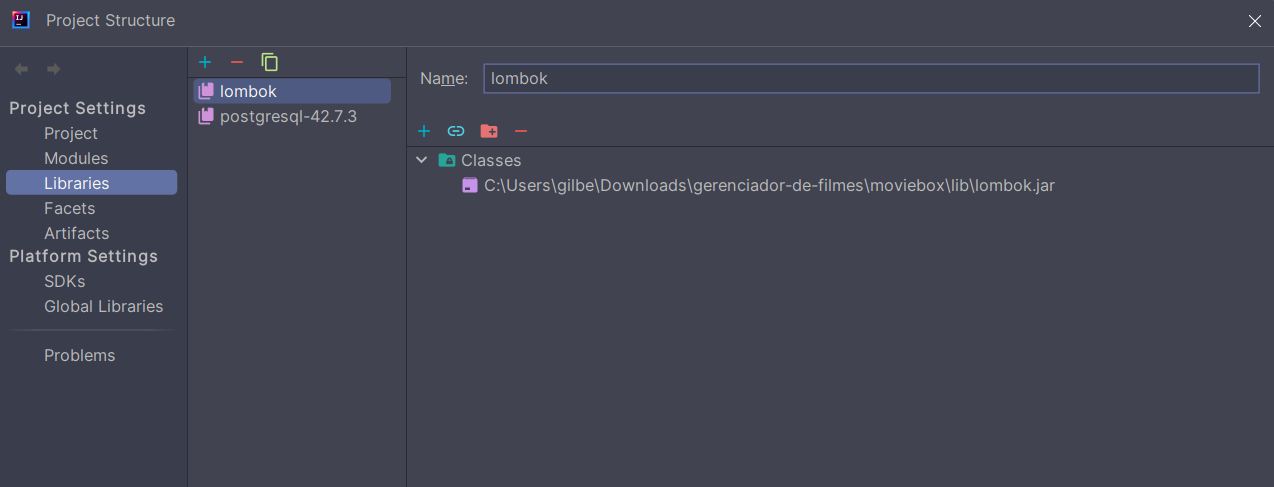 Project Structure
Project Settings
Project
Modules
Libraries
Facets
Artifacts
Platform Settings
SDKs
Global Libraries
Problems
lombok
postgresql-42.7.3
Name: lombok
Classes
C:\Users\gilbe\Downloads\gerenciador-de-filmes\moviebox\lib\lombok.jar